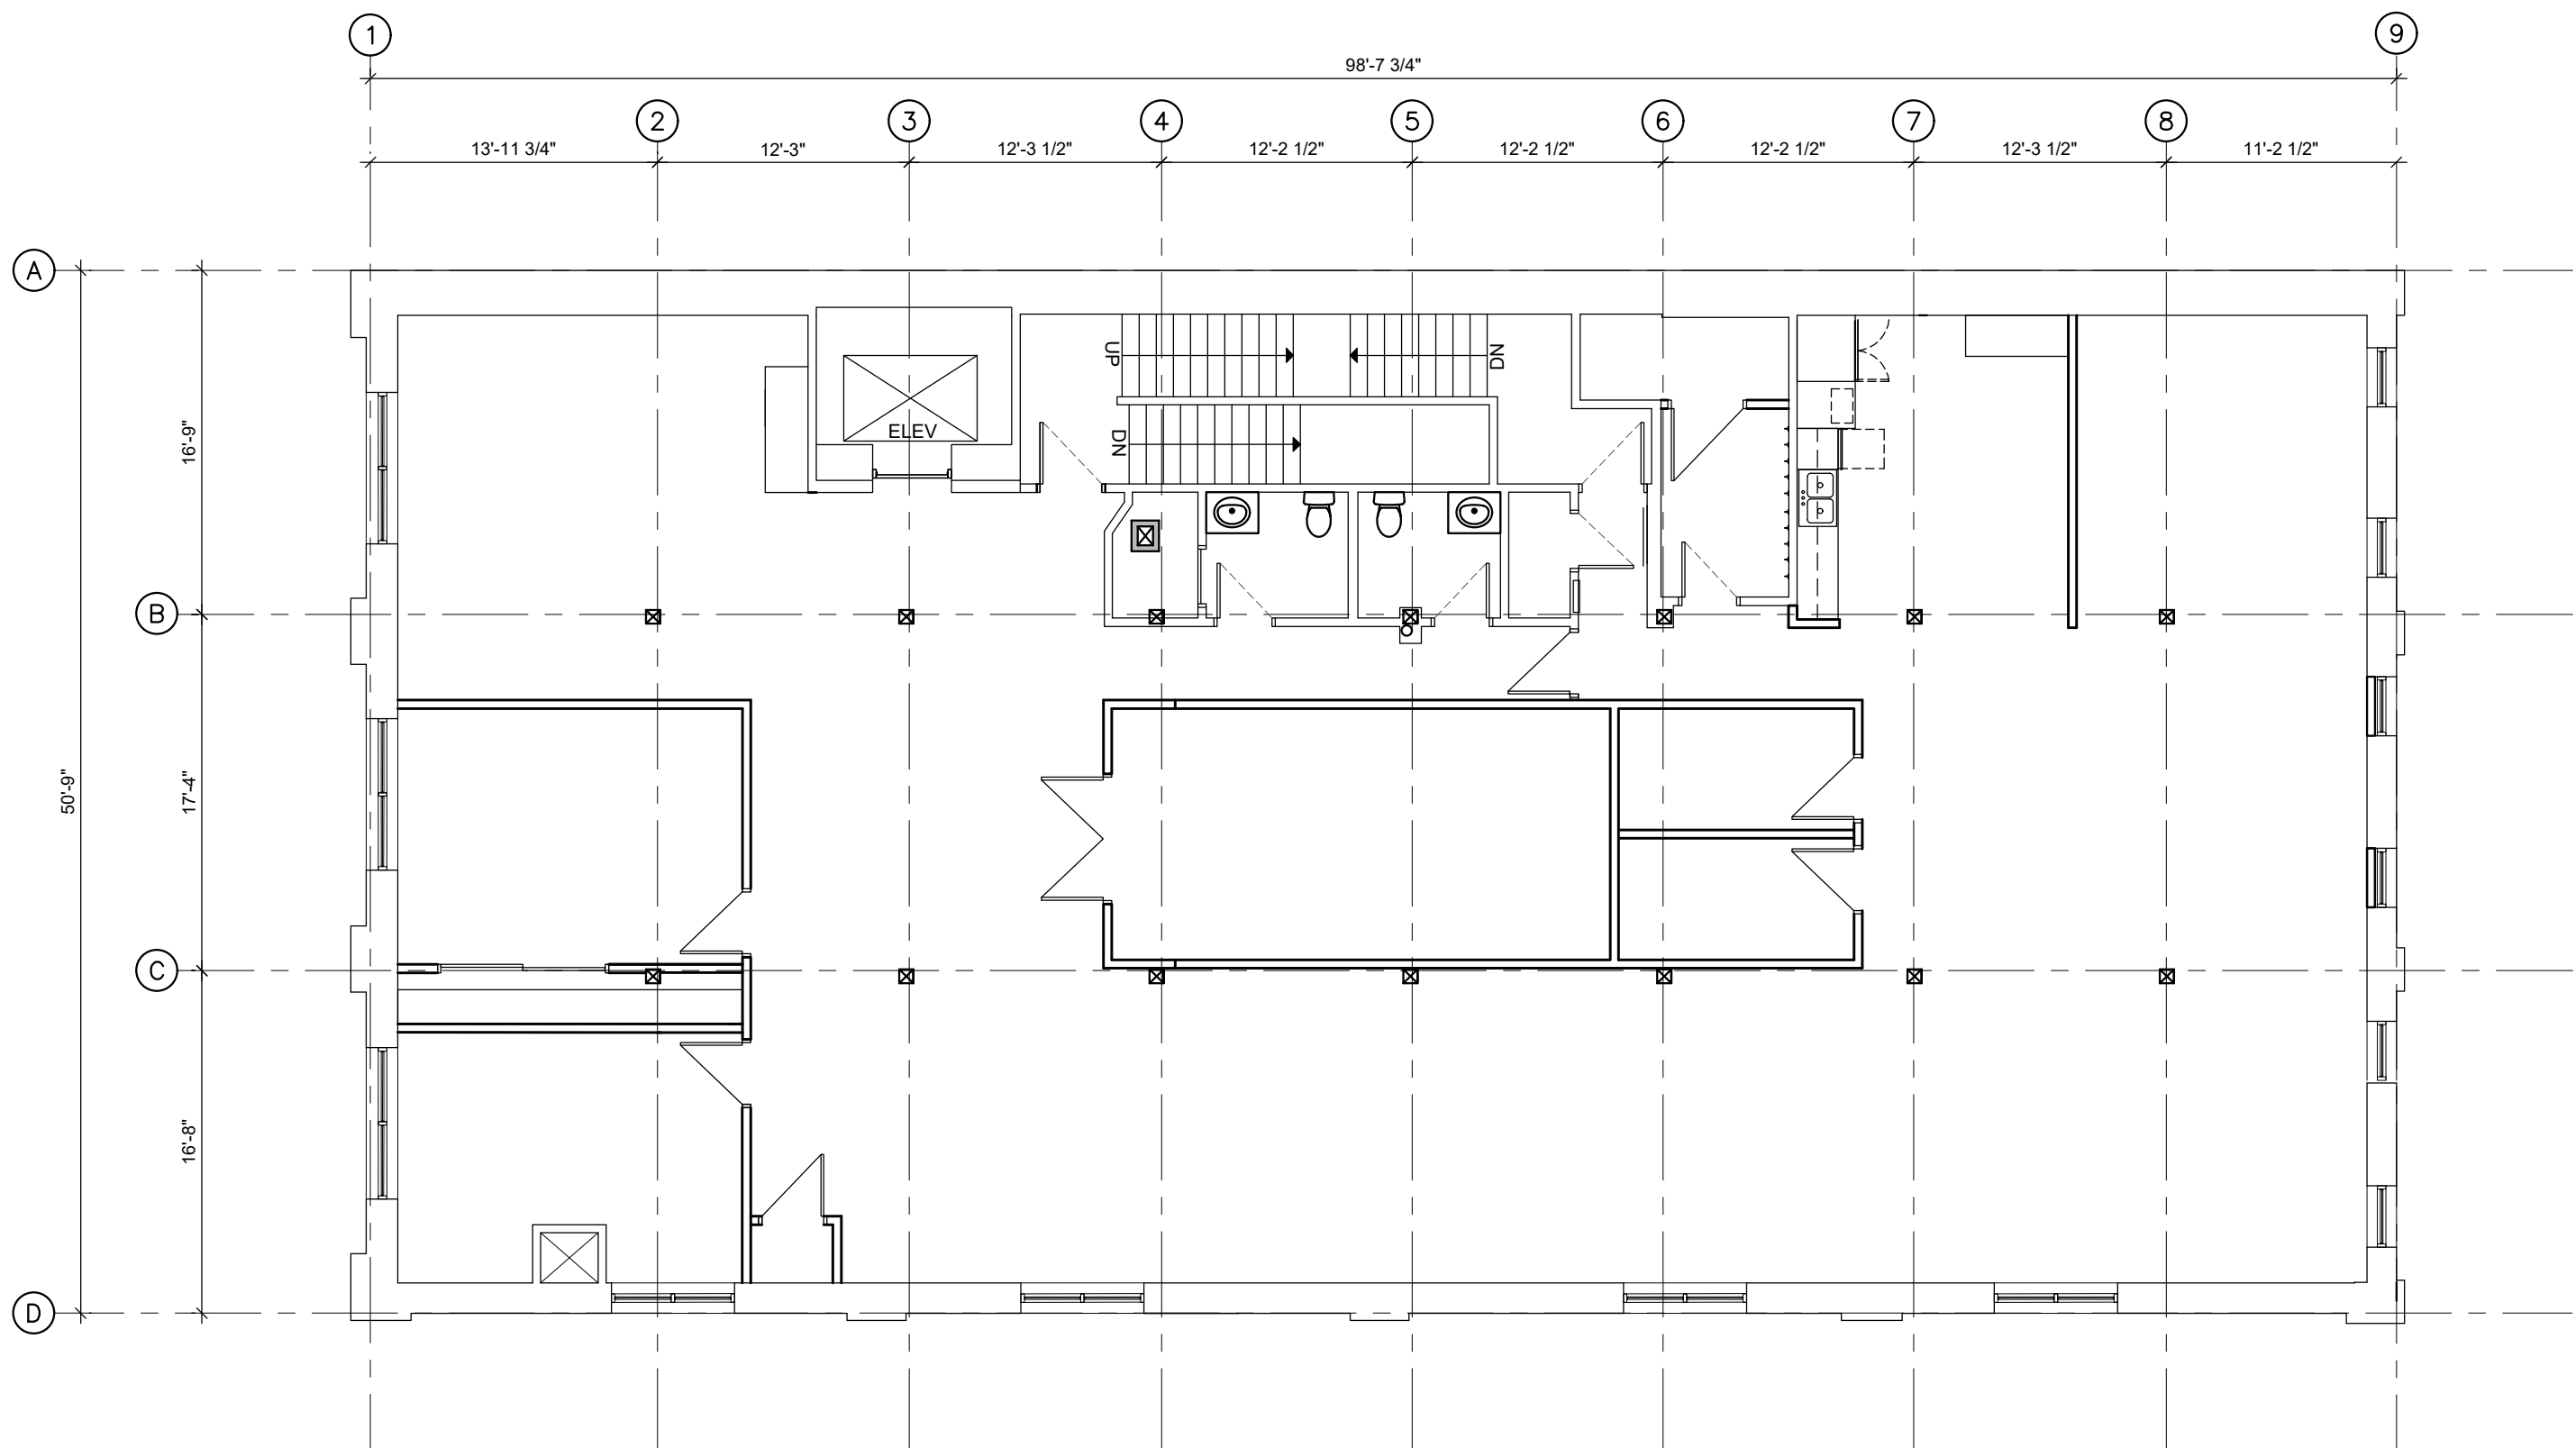 1
9
98'-7 3/4"
2
3
4
5
6
7
8
13'-11 3/4"
12'-3"
12'-3 1/2"
12'-2 1/2"
12'-2 1/2"
12'-2 1/2"
12'-3 1/2"
11'-2 1/2"
A
UP
DN
ELEV
DN
16'-9"
B
50'-9"
17'-4"
C
16'-8"
D